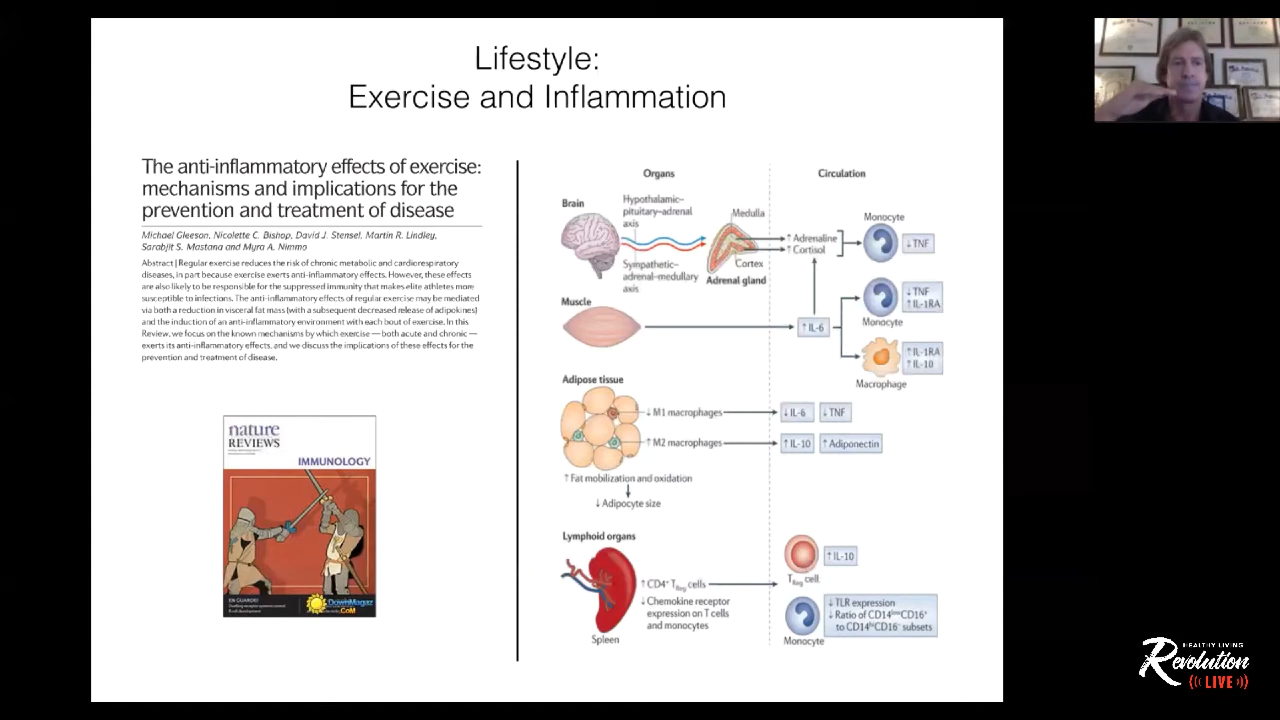 Lifestyle:
Exercise and Inflammation
The anti-inflammatory effects of exercise:
mechanisms and implications for the
prevention and treatment of disease
Michael Gleeson, Nicolette C. Bishop, David J. Stensel, Martin R. Lindley,
Sarabjit S. Mastana and Myra A. Nimmo
Abstract | Regular exercise reduces the risk of chronic metabolic and cardiorespiratory
diseases, in part because exercise exerts anti-inflammatory effects. However, these effects
are also likely to be responsible for the suppressed immunity that makes elite athletes more
susceptible to infections. The anti-inflammatory effects of regular exercise may be mediated
via both a reduction in visceral fat mass (with a subsequent decreased release of adipokines)
and the induction of an anti-inflammatory environment with each bout of exercise. In this
Review, we focus on the known mechanisms by which exercise — both acute and chronic —
exerts its anti-inflammatory effects, and we discuss the implications of these effects for the
prevention and treatment of disease.
nature
REVIEWS
IMMUNOLOGY
EN GUARDE!
DownMagaz
.CoM
Organs
Circulation
Brain
Hypothalamic–
pituitary–adrenal
axis
Sympathetic–
adrenal–medullary
axis
Medulla
Cortex
Adrenal gland
↑ Adrenaline
↑ Cortisol
Monocyte
↓ TNF
Muscle
↑ IL-6
↓ TNF
↑ IL-1RA
Monocyte
↑ IL-1RA
↑ IL-10
Macrophage
Adipose tissue
↓ M1 macrophages
↓ IL-6
↓ TNF
↑ M2 macrophages
↑ IL-10
↑ Adiponectin
↑ Fat mobilization and oxidation
↓ Adipocyte size
Lymphoid organs
Spleen
↑ CD4⁺ TReg cells
↓ Chemokine receptor
expression on T cells
and monocytes
↑ IL-10
TReg cell
Monocyte
↓ TLR expression
↓ Ratio of CD14lowCD16⁺
to CD14hiCD16⁻ subsets
HEALTHY LIVING
Revolution
((( LIVE )))